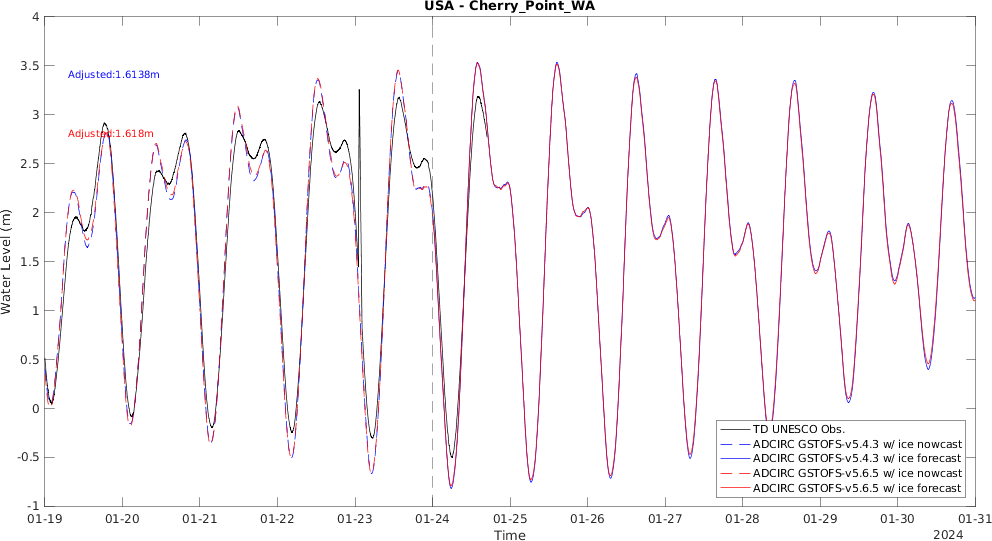 USA - Cherry_Point_WA
Water Level (m)
4
3.5
3
2.5
2
1.5
1
0.5
0
-0.5
-1
Adjusted:1.6138m
Adjusted:1.618m
TD UNESCO Obs.
ADCIRC GSTOFS-v5.4.3 w/ ice nowcast
ADCIRC GSTOFS-v5.4.3 w/ ice forecast
ADCIRC GSTOFS-v5.6.5 w/ ice nowcast
ADCIRC GSTOFS-v5.6.5 w/ ice forecast
01-19 01-20 01-21 01-22 01-23 01-24 01-25 01-26 01-27 01-28 01-29 01-30 01-31
Time
2024